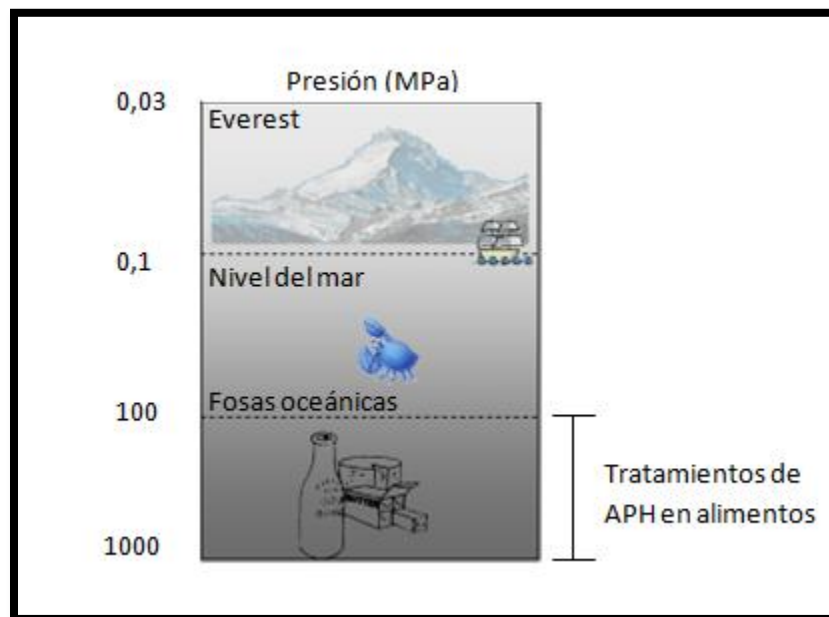 Presión (MPa)
0,03
Everest
0,1
Nivel del mar
Fosas oceánicas
100
Tratamientos de
APH en alimentos
1000